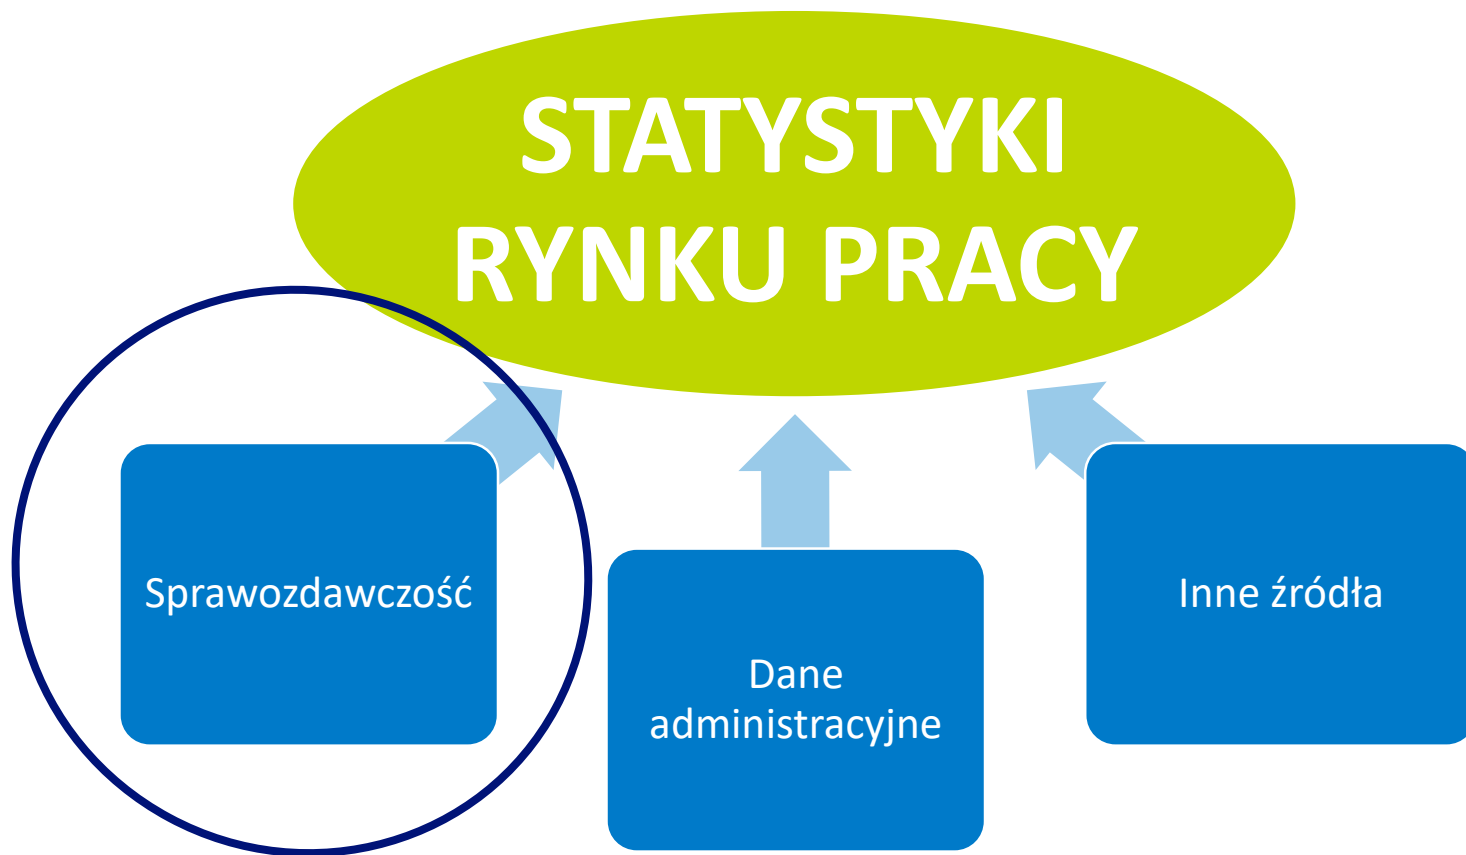 STATYSTYKI
RYNKU PRACY
Sprawozdawczość
Dane
administracyjne
Inne źródła